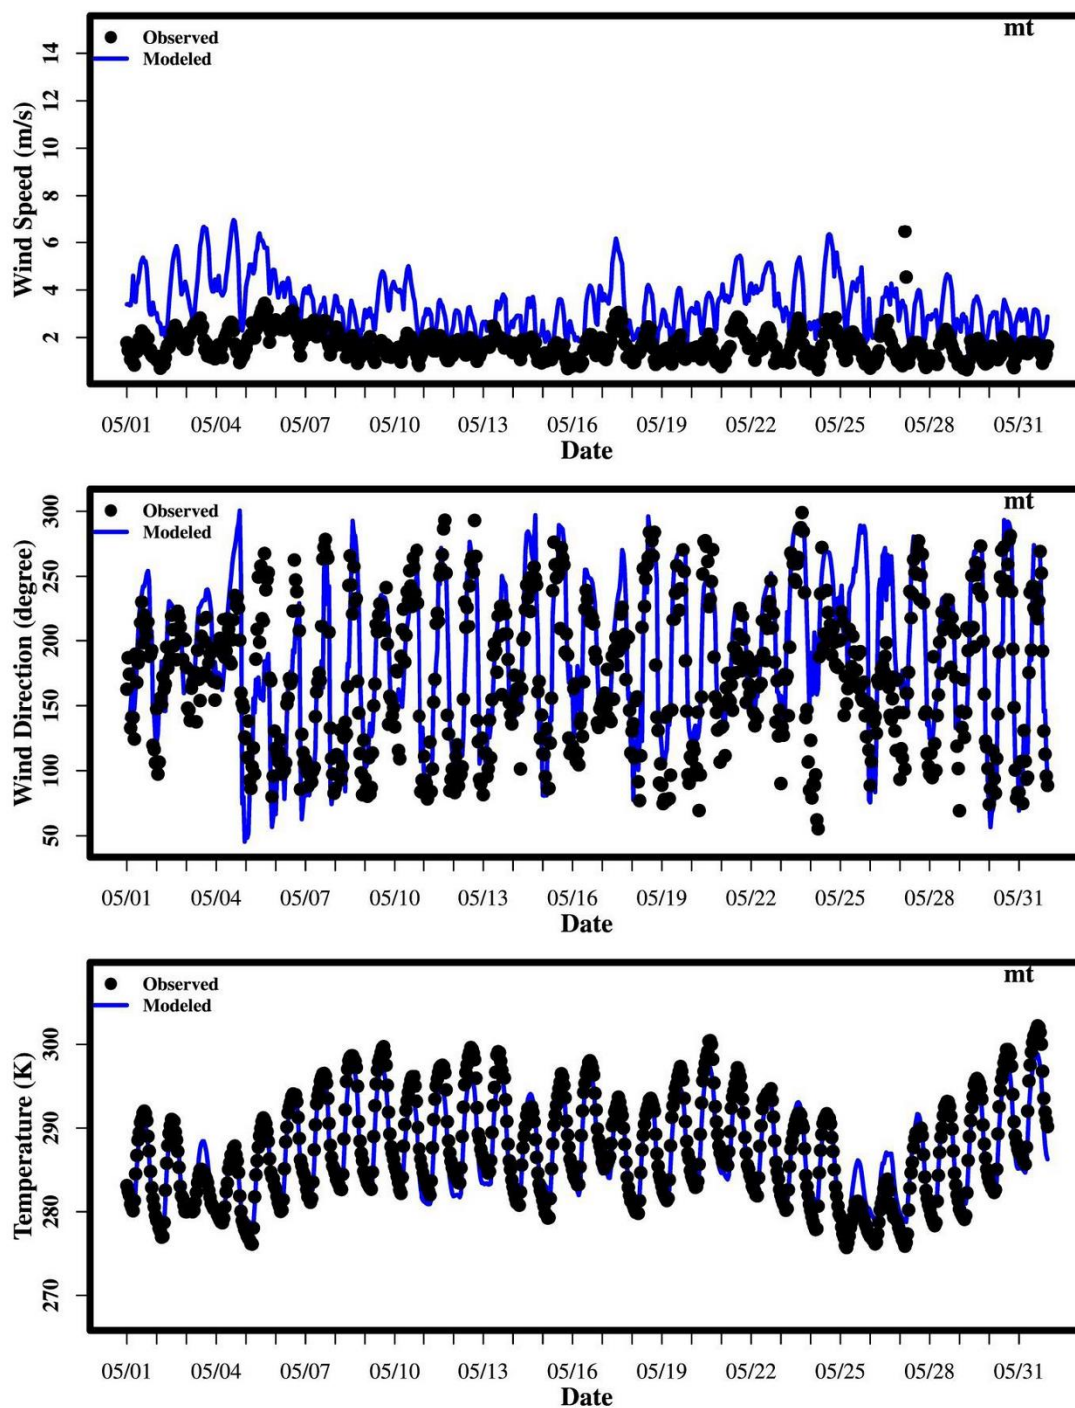 mt
Observed
Modeled
14
12
10
8
6
4
2
Wind Speed (m/s)
05/01 05/04 05/07 05/10 05/13 05/16 05/19 05/22 05/25 05/28 05/31
Date
mt
Observed
Modeled
300
250
200
150
100
50
Wind Direction (degree)
05/01 05/04 05/07 05/10 05/13 05/16 05/19 05/22 05/25 05/28 05/31
Date
mt
Observed
Modeled
300
290
280
270
Temperature (K)
05/01 05/04 05/07 05/10 05/13 05/16 05/19 05/22 05/25 05/28 05/31
Date